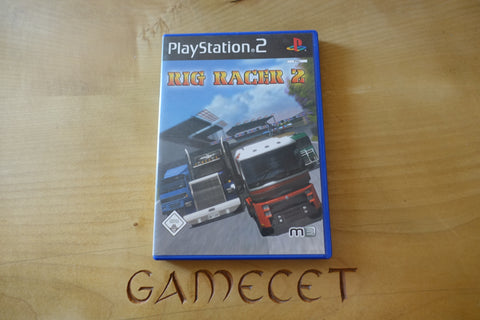 PlayStation®2
RIG RACER 2
GAMECET